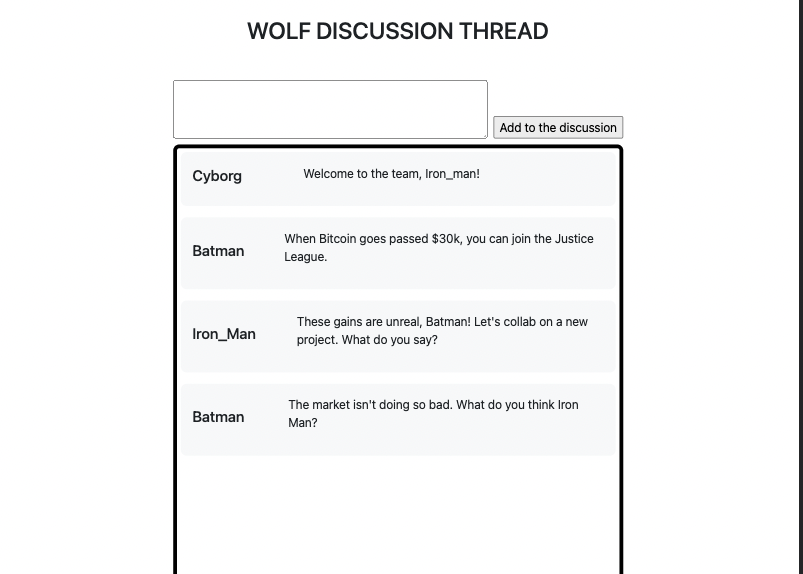 WOLF DISCUSSION THREAD
Add to the discussion
Cyborg
Welcome to the team, Iron_man!
Batman
When Bitcoin goes passed $30k, you can join the Justice
League.
Iron_Man
These gains are unreal, Batman! Let's collab on a new
project. What do you say?
Batman
The market isn't doing so bad. What do you think Iron
Man?